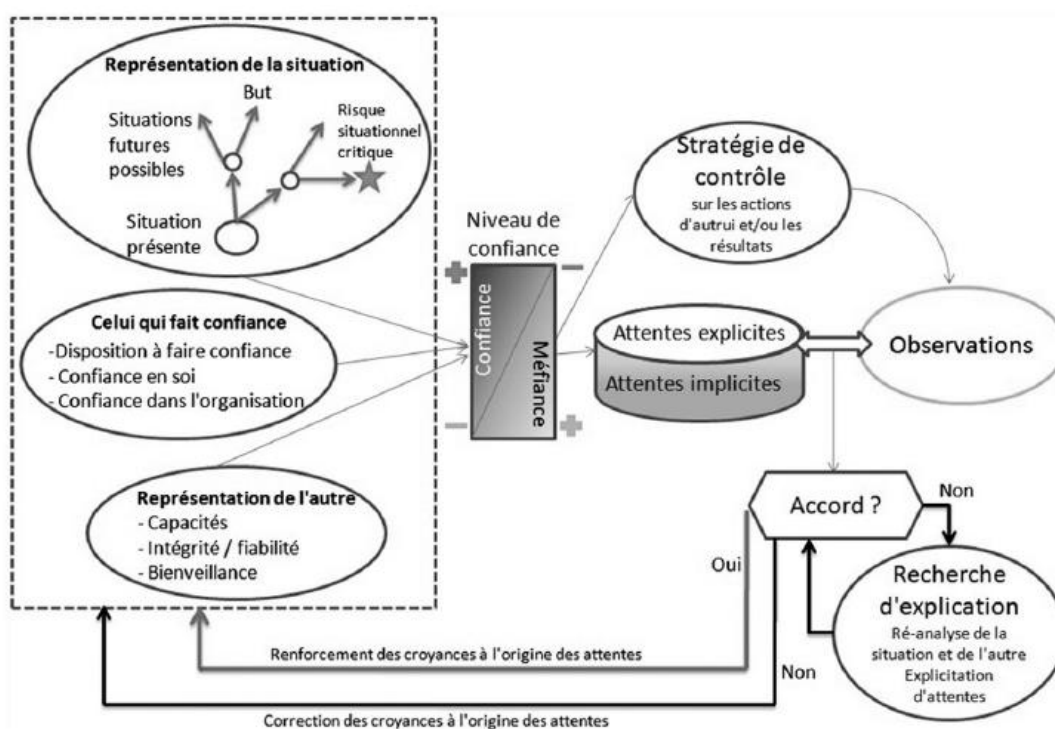 Représentation de la situation
But
Situations
futures
possibles
Risque
situationnel
critique
Situation
présente
Celui qui fait confiance
-Disposition à faire confiance
- Confiance en soi
- Confiance dans l'organisation
Représentation de l'autre
- Capacités
- Intégrité / fiabilité
- Bienveillance
Niveau de
confiance
+
−
Confiance
Méfiance
−
+
Stratégie de
contrôle
sur les actions
d'autrui et/ou les
résultats
Attentes explicites
Attentes implicites
Observations
Accord ?
Non
Oui
Recherche
d'explication
Ré-analyse de la
situation et de l'autre
Explicitation
d'attentes
Non
Renforcement des croyances à l'origine des attentes
Correction des croyances à l'origine des attentes